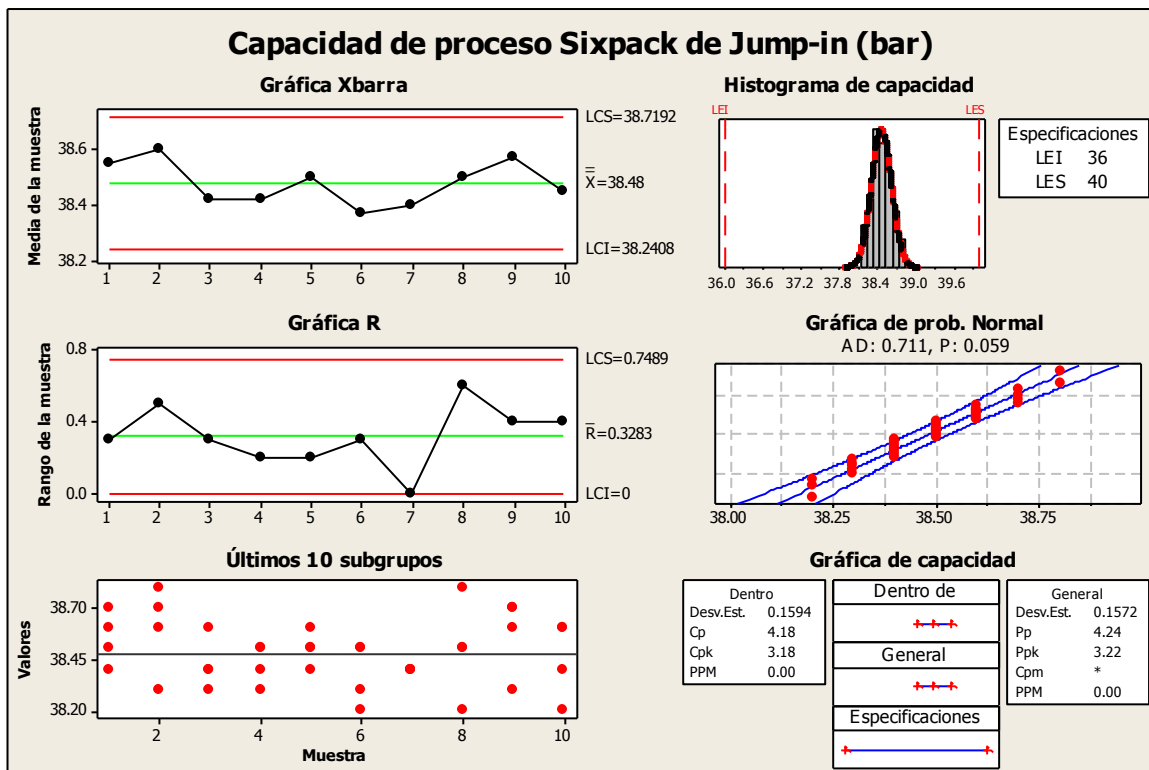 Capacidad de proceso Sixpack de Jump-in (bar)
Gráfica Xbarra
Media de la muestra
38.6
38.4
38.2
1 2 3 4 5 6 7 8 9 10
LCS=38.7192
X=38.48
LCI=38.2408
Histograma de capacidad
LEI LES
36.0 36.6 37.2 37.8 38.4 39.0 39.6
Especificaciones
LEI 36
LES 40
Gráfica R
Rango de la muestra
0.8
0.4
0.0
1 2 3 4 5 6 7 8 9 10
LCS=0.7489
R=0.3283
LCI=0
Gráfica de prob. Normal
AD: 0.711, P: 0.059
38.00 38.25 38.50 38.75
Últimos 10 subgrupos
Valores
38.70
38.45
38.20
2 4 6 8 10
Muestra
Gráfica de capacidad
Dentro
Desv.Est. 0.1594
Cp 4.18
Cpk 3.18
PPM 0.00
Dentro de
General
Especificaciones
General
Desv.Est. 0.1572
Pp 4.24
Ppk 3.22
Cpm *
PPM 0.00